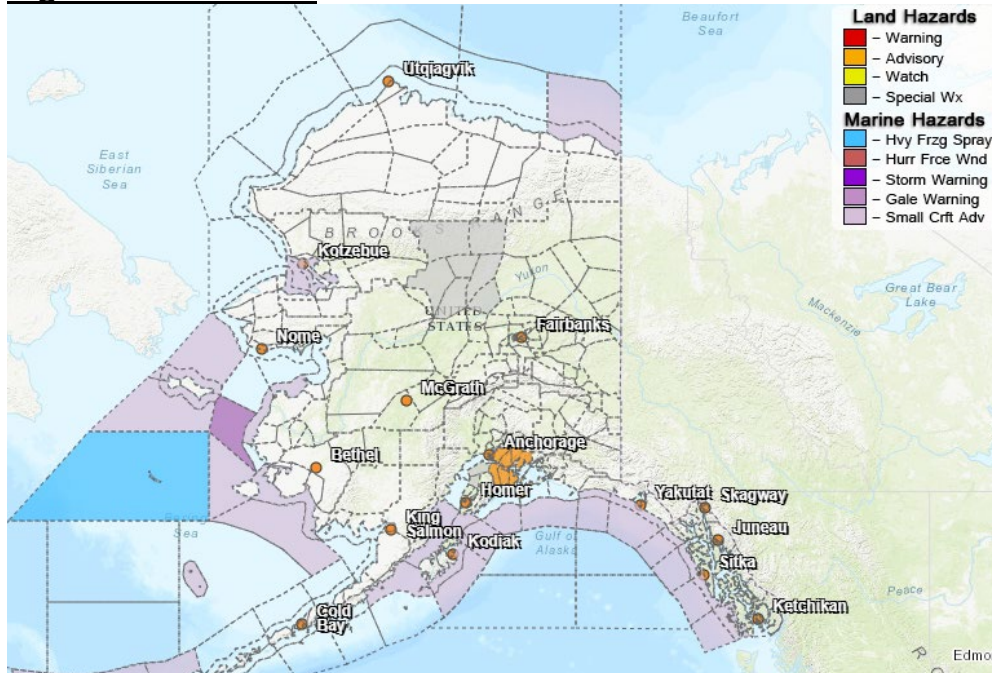 Beaufort
Sea
Land Hazards
– Warning
– Advisory
– Watch
– Special Wx
Marine Hazards
– Hvy Frzg Spray
– Hurr Frce Wnd
– Storm Warning
– Gale Warning
– Small Crft Adv
Utqiagvik
East
Siberian
Sea
BROOKS RANGE
Kotzebue
Yukon
Great Bear
Lake
Mackenzie
UNITED
STATES
Fairbanks
Nome
McGrath
Anchorage
Bethel
Homer
Yakutat
Skagway
King
Salmon
Kodiak
Juneau
Sea
Gulf of
Alaska
Sitka
Peace
Cold
Bay
Ketchikan
Edmo